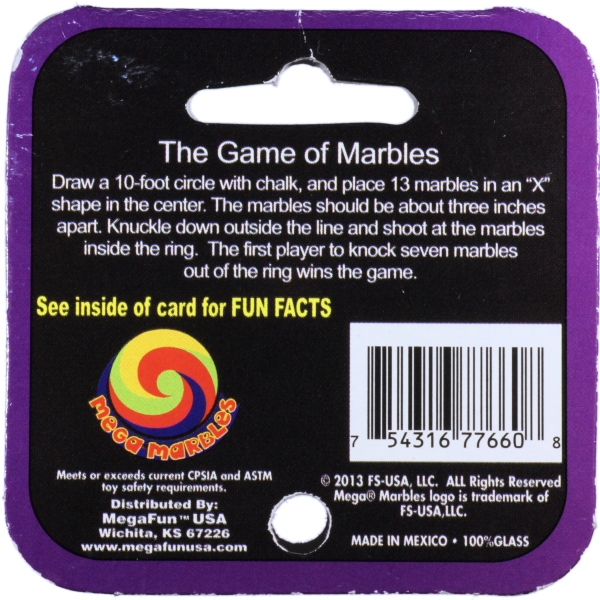 The Game of Marbles
Draw a 10-foot circle with chalk, and place 13 marbles in an “X”
shape in the center. The marbles should be about three inches
apart. Knuckle down outside the line and shoot at the marbles
inside the ring. The first player to knock seven marbles
out of the ring wins the game.
See inside of card for FUN FACTS
MEGA MARBLES
7 54316 77660 8
Meets or exceeds current CPSIA and ASTM
toy safety requirements.
Distributed By:
MegaFun™ USA
Wichita, KS 67226
www.megafunusa.com
© 2013 FS-USA, LLC. ALL Rights Reserved
Mega® Marbles logo is trademark of
FS-USA,LLC.
MADE IN MEXICO • 100%GLASS